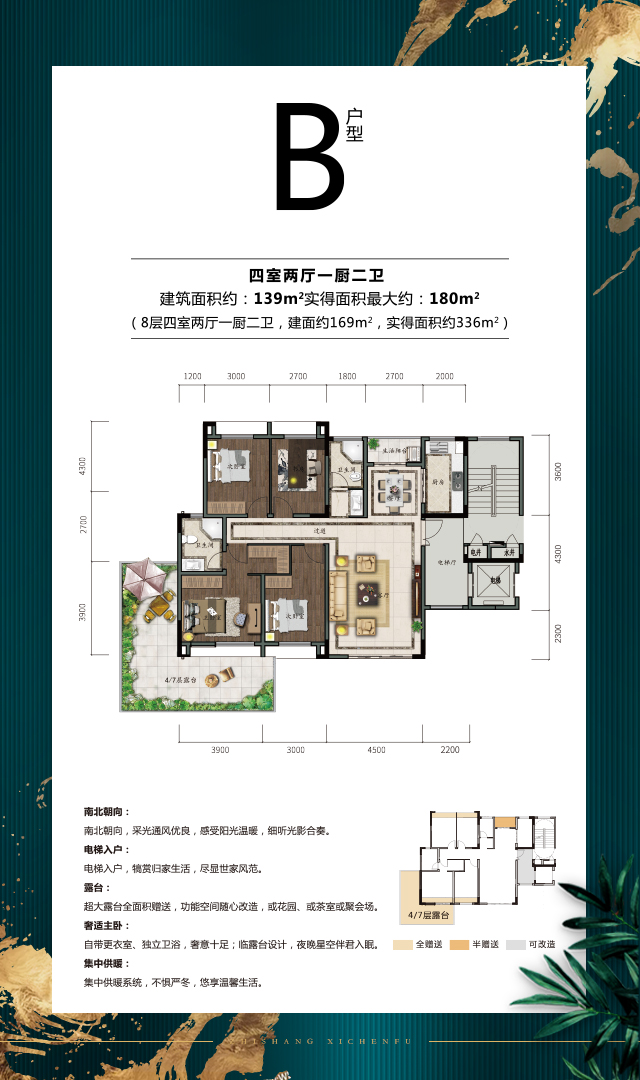 B
户型
四室两厅一厨二卫
建筑面积约：139m²实得面积最大约：180m²
（8层四室两厅一厨二卫，建面约169m²，实得面积约336m²）
1200 3000 2700 1800 2700 2000
4300
2700
3900
3600
4300
2300
次卧室
卫生间
生活阳台
厨房
餐厅
过道
卫生间
电梯厅
电井
水井
电梯
主卧室
次卧室
客厅
4/7层露台
3900 3000 4500 2200
南北朝向：
南北朝向，采光通风优良，感受阳光温暖，细听光影合奏。
电梯入户：
电梯入户，犒赏归家生活，尽显世家风范。
露台：
超大露台全面积赠送，功能空间随心改造，或花园、或茶室或聚会场。
奢适主卧：
自带更衣室、独立卫浴，奢意十足；临露台设计，夜晚星空伴君入眠。
集中供暖：
集中供暖系统，不惧严冬，悠享温馨生活。
4/7层露台
全赠送 半赠送 可改造
SHISHANG XICHENFU